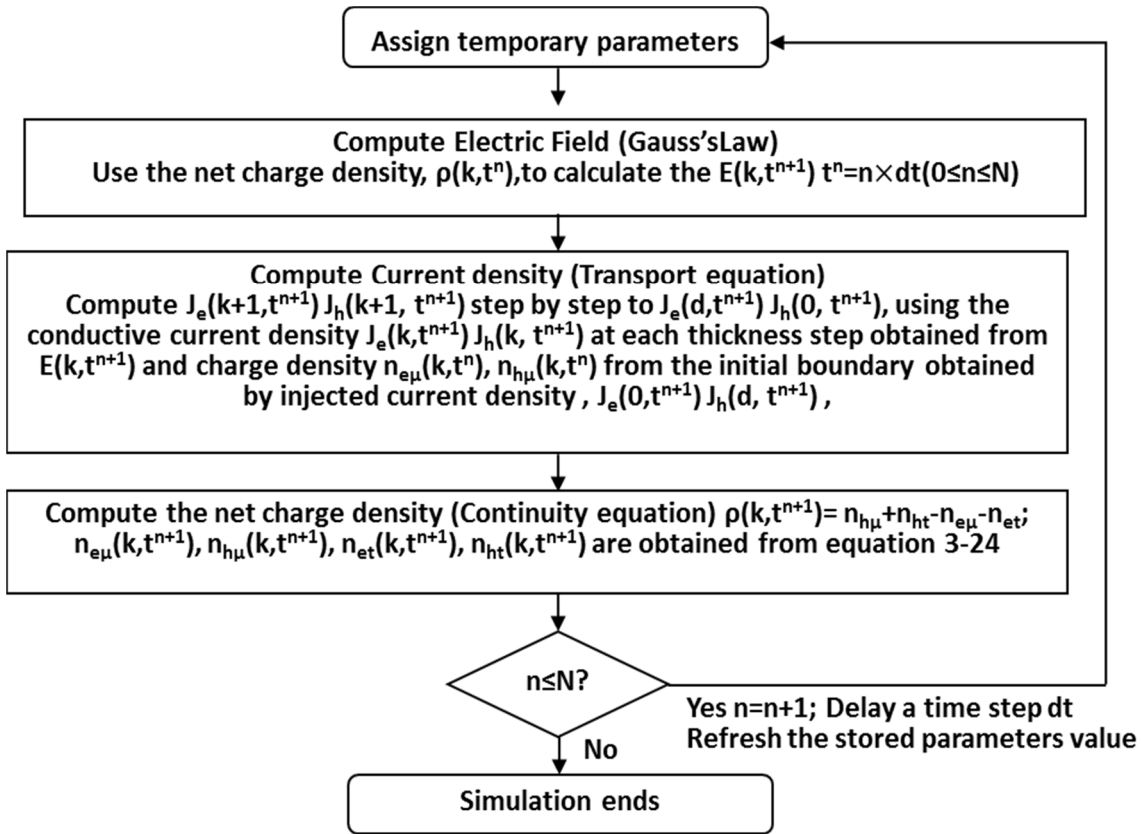 Assign temporary parameters
Compute Electric Field (Gauss'sLaw)
Use the net charge density, ρ(k,tⁿ),to calculate the E(k,tⁿ⁺¹) tⁿ=n×dt(0≤n≤N)
Compute Current density (Transport equation)
Compute Jₑ(k+1,tⁿ⁺¹) Jₕ(k+1, tⁿ⁺¹) step by step to Jₑ(d,tⁿ⁺¹) Jₕ(0, tⁿ⁺¹), using the
conductive current density Jₑ(k,tⁿ⁺¹) Jₕ(k, tⁿ⁺¹) at each thickness step obtained from
E(k,tⁿ⁺¹) and charge density nₑμ(k,tⁿ), nₕμ(k,tⁿ) from the initial boundary obtained
by injected current density , Jₑ(0,tⁿ⁺¹) Jₕ(d, tⁿ⁺¹) ,
Compute the net charge density (Continuity equation) ρ(k,tⁿ⁺¹)= nₕμ+nₕₜ-nₑμ-nₑₜ;
nₑμ(k,tⁿ⁺¹), nₕμ(k,tⁿ⁺¹), nₑₜ(k,tⁿ⁺¹), nₕₜ(k,tⁿ⁺¹) are obtained from equation 3-24
n≤N?
Yes n=n+1; Delay a time step dt
Refresh the stored parameters value
No
Simulation ends